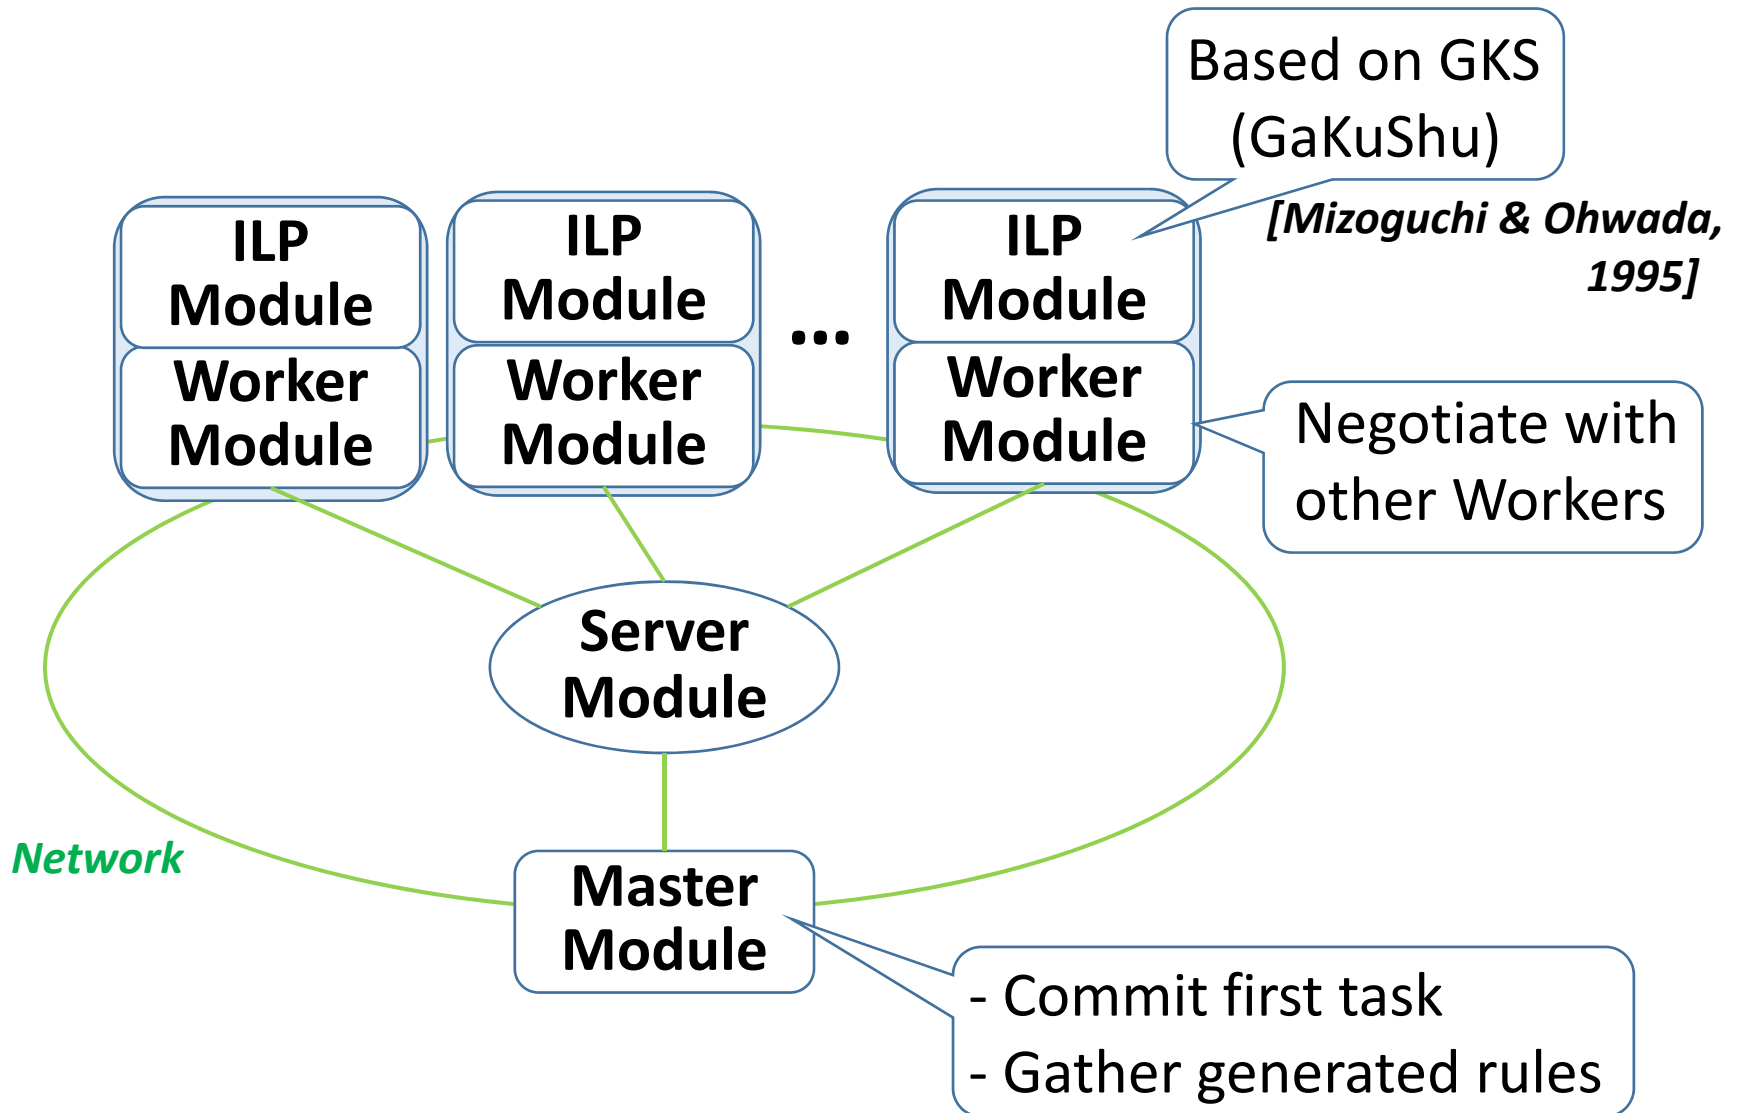 Based on GKS
(GaKuShu)
[Mizoguchi & Ohwada,
1995]
ILP
Module
Worker
Module
ILP
Module
Worker
Module
...
ILP
Module
Worker
Module
Negotiate with
other Workers
Server
Module
Network
Master
Module
- Commit first task
- Gather generated rules